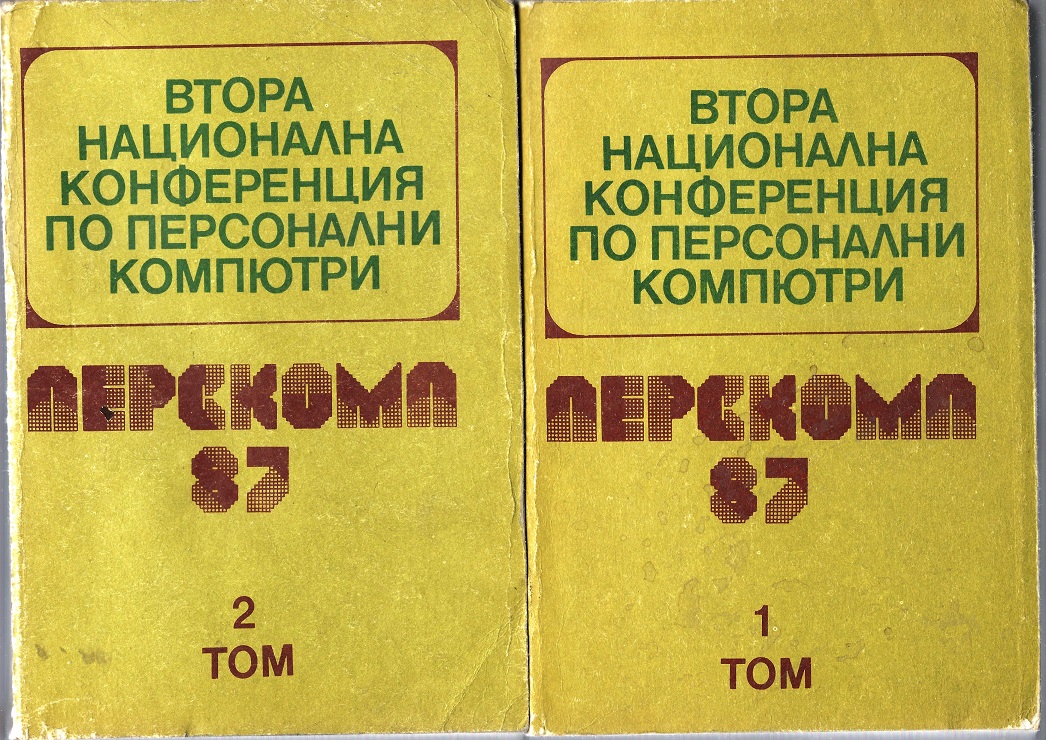 ВТОРА
НАЦИОНАЛНА
КОНФЕРЕНЦИЯ
ПО ПЕРСОНАЛНИ
КОМПЮТРИ
ПЕРСКОМП
87
2
ТОМ
ВТОРА
НАЦИОНАЛНА
КОНФЕРЕНЦИЯ
ПО ПЕРСОНАЛНИ
КОМПЮТРИ
ПЕРСКОМП
87
1
ТОМ